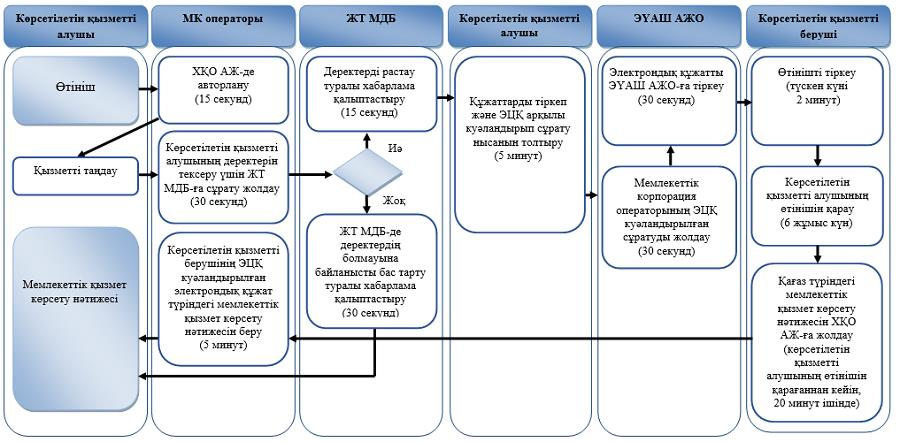 Көрсетілетін қызметті
алушы
МК операторы
ЖТ МДБ
Көрсетілетін қызметті
алушы
ЭҮАШ АЖО
Көрсетілетін қызметті
беруші
Өтініш
Қызметті таңдау
Мемлекеттік қызмет
көрсету нәтижесі
ХҚО АЖ-де
авторлану
(15 секунд)
Көрсетілетін қызметті
алушының деректерін
тексеру үшін ЖТ
МДБ-ға сұрату жолдау
(30 секунд)
Көрсетілетін қызметті
берушінің ЭЦҚ
куәландырылған
электрондық құжат
түріндегі мемлекеттік
қызмет көрсету
нәтижесін беру
(5 минут)
Деректерді растау
туралы хабарлама
қалыптастыру
(15 секунд)
Иә
Жоқ
ЖТ МДБ-де
деректердің
болмауына
байланысты бас тарту
туралы хабарлама
қалыптастыру
(30 секунд)
Құжаттарды тіркеп
және ЭЦҚ арқылы
куәландырып сұрату
нысанын толтыру
(5 минут)
Электрондық құжатты
ЭҮАШ АЖО-ға тіркеу
(30 секунд)
Мемлекеттік
корпорация
операторының ЭЦҚ
куәландырылған
сұратуды жолдау
(30 секунд)
Өтінішті тіркеу
(түскен күні
2 минут)
Көрсетілетін
қызметті алушының
өтінішін қарау
(6 жұмыс күн)
Қағаз түріндегі
мемлекеттік
қызмет көрсету
нәтижесін ХҚО
АЖ-ға жолдау
(көрсетілетін
қызметті
алушының өтінішін
қарағаннан кейін,
20 минут ішінде)